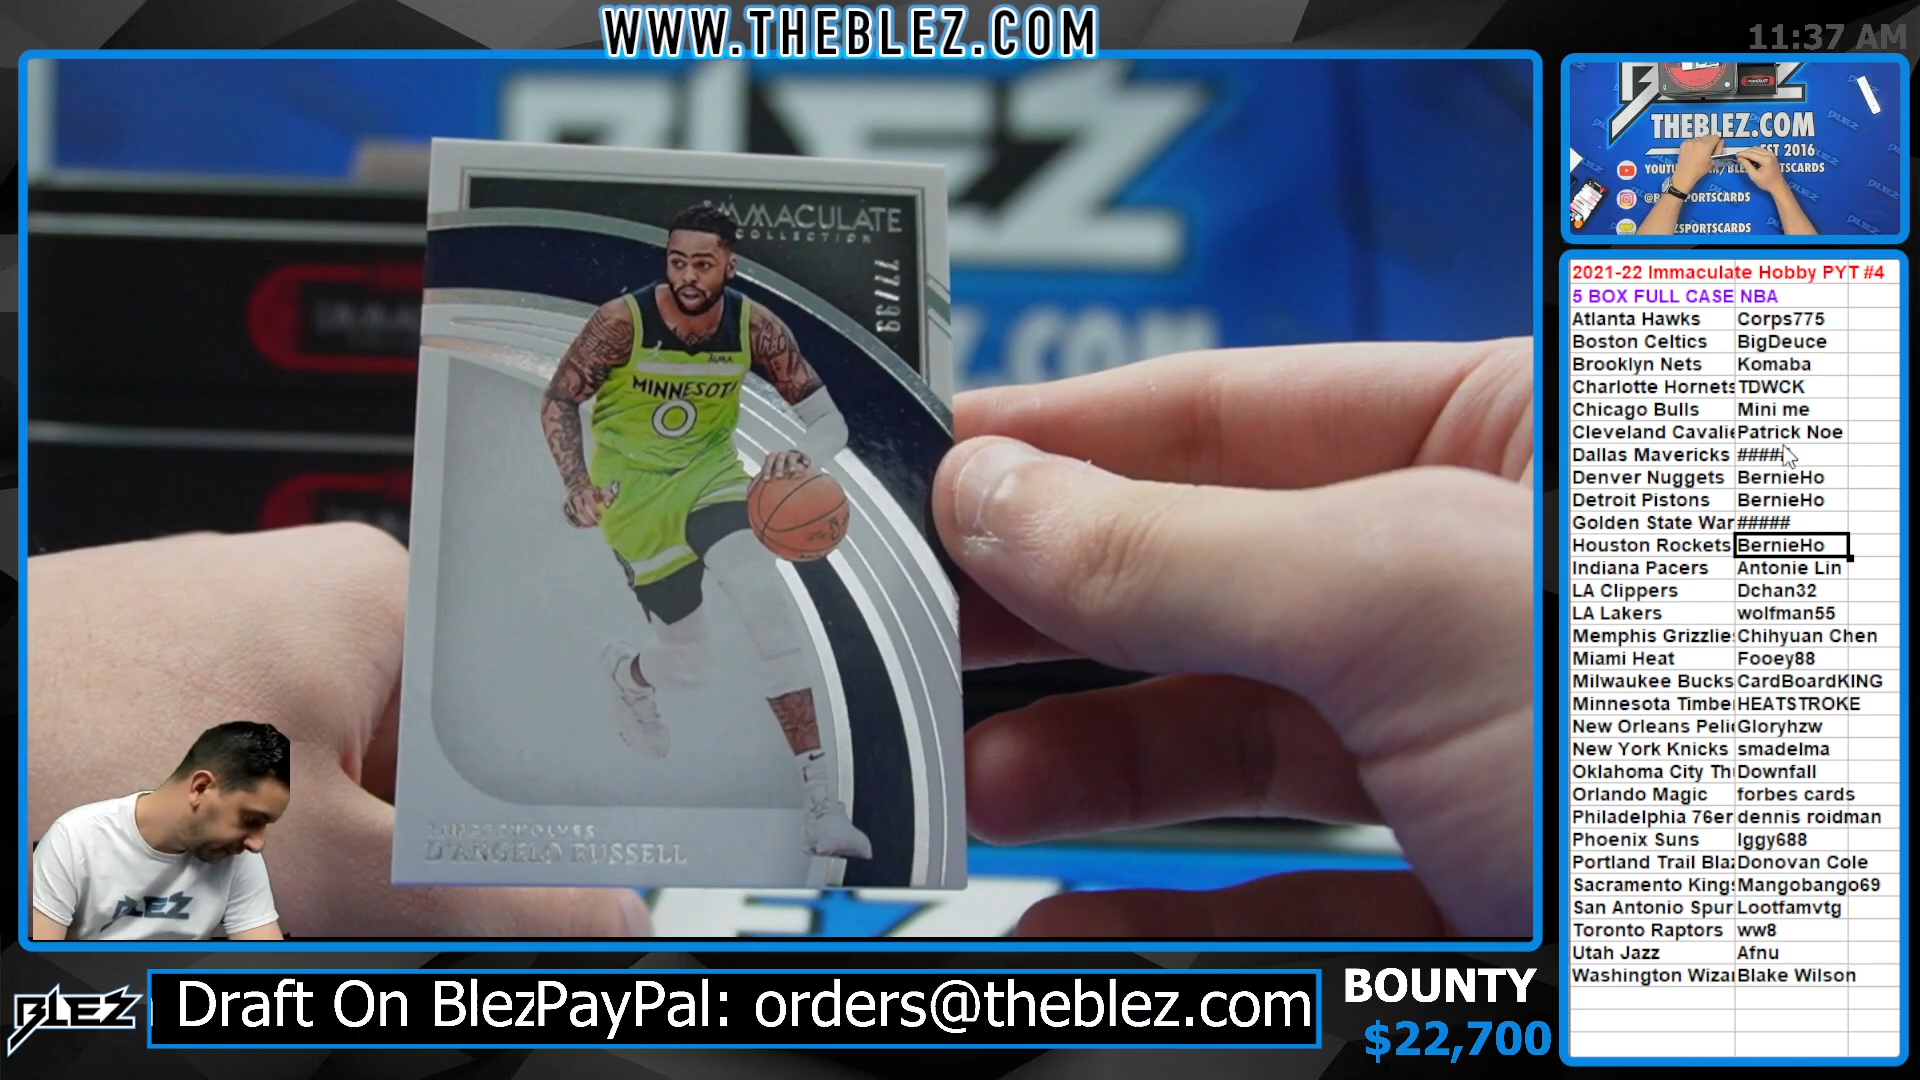 WWW.THEBLEZ.COM
11:37 AM
BLEZ
IMMACULATE
COLLECTION
77/99
MINNESOTA
0
TIMBERWOLVES
D'ANGELO RUSSELL
BLEZ
THEBLEZ.COM
EST 2016
2021-22 Immaculate Hobby PYT #4
5 BOX FULL CASE NBA
Atlanta Hawks Corps775
Boston Celtics BigDeuce
Brooklyn Nets Komaba
Charlotte Hornets TDWCK
Chicago Bulls Mini me
Cleveland Cavalie Patrick Noe
Dallas Mavericks #####
Denver Nuggets BernieHo
Detroit Pistons BernieHo
Golden State War #####
Houston Rockets BernieHo
Indiana Pacers Antonie Lin
LA Clippers Dchan32
LA Lakers wolfman55
Memphis Grizzlie Chihyuan Chen
Miami Heat Fooey88
Milwaukee Bucks CardBoardKING
Minnesota Timbe HEATSTROKE
New Orleans Peli Gloryhzw
New York Knicks smadelma
Oklahoma City Th Downfall
Orlando Magic forbes cards
Philadelphia 76er dennis roidman
Phoenix Suns Iggy688
Portland Trail Blaz Donovan Cole
Sacramento Kings Mangobango69
San Antonio Spur Lootfamvtg
Toronto Raptors ww8
Utah Jazz Afnu
Washington Wizar Blake Wilson
BLEZ
Draft On BlezPayPal: orders@theblez.com
BOUNTY
$22,700